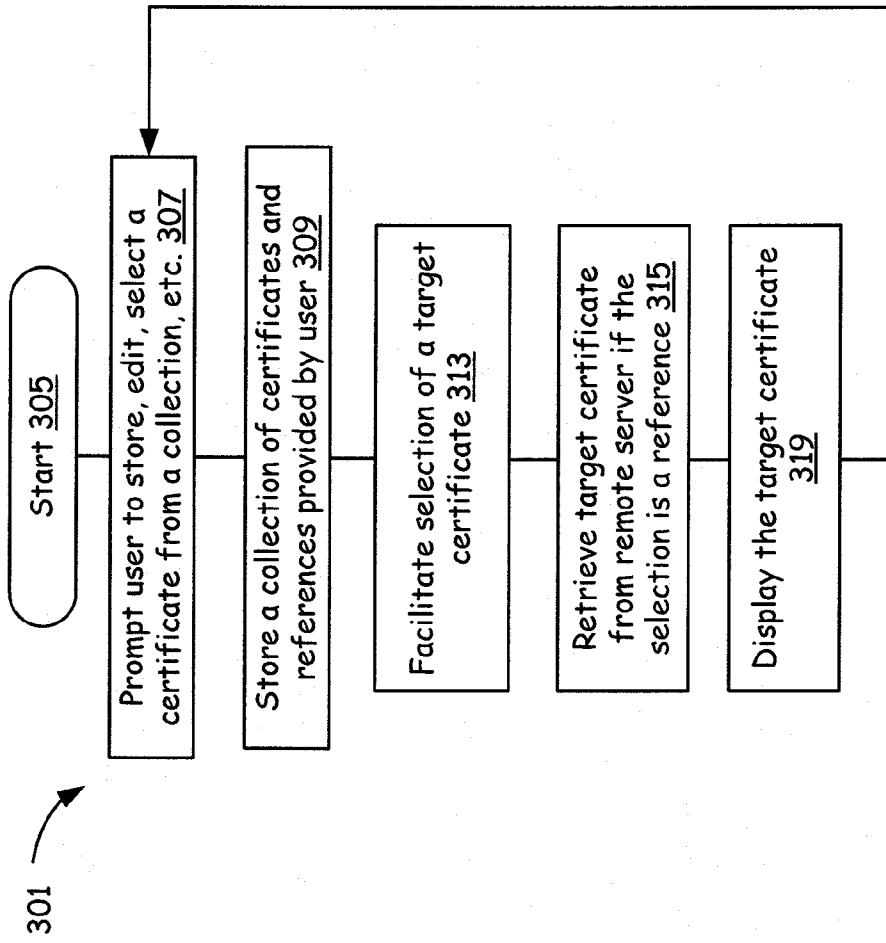 301
Start 305
Prompt user to store, edit, select a
certificate from a collection, etc. 307
Store a collection of certificates and
references provided by user 309
Facilitate selection of a target
certificate 313
Retrieve target certificate
from remote server if the
selection is a reference 315
Display the target certificate
319